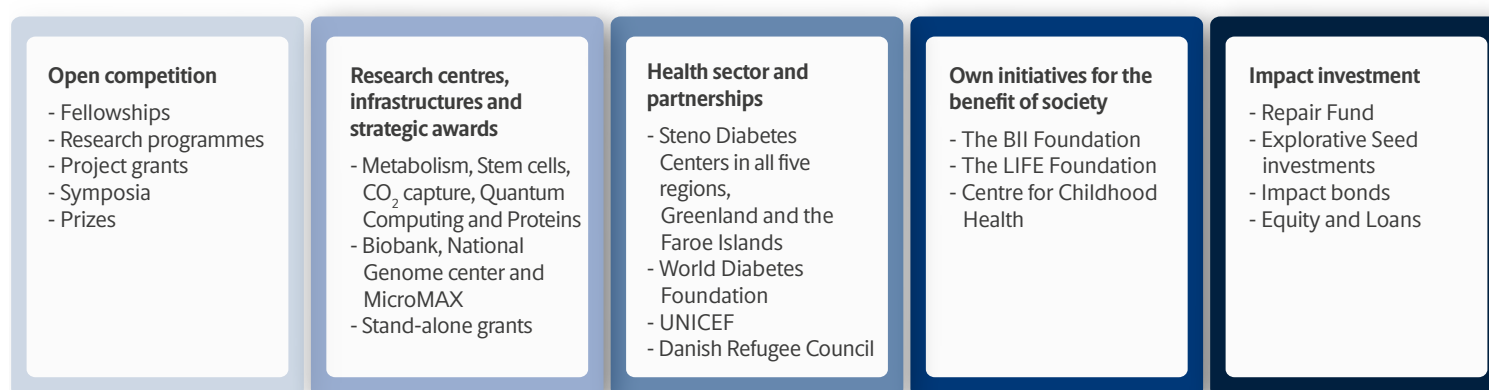 Open competition
- Fellowships
- Research programmes
- Project grants
- Symposia
- Prizes
Research centres,
infrastructures and
strategic awards
- Metabolism, Stem cells,
CO₂ capture, Quantum
Computing and Proteins
- Biobank, National
Genome center and
MicroMAX
- Stand-alone grants
Health sector and
partnerships
- Steno Diabetes
Centers in all five
regions,
Greenland and the
Faroe Islands
- World Diabetes
Foundation
- UNICEF
- Danish Refugee Council
Own initiatives for the
benefit of society
- The BII Foundation
- The LIFE Foundation
- Centre for Childhood
Health
Impact investment
- Repair Fund
- Explorative Seed
investments
- Impact bonds
- Equity and Loans